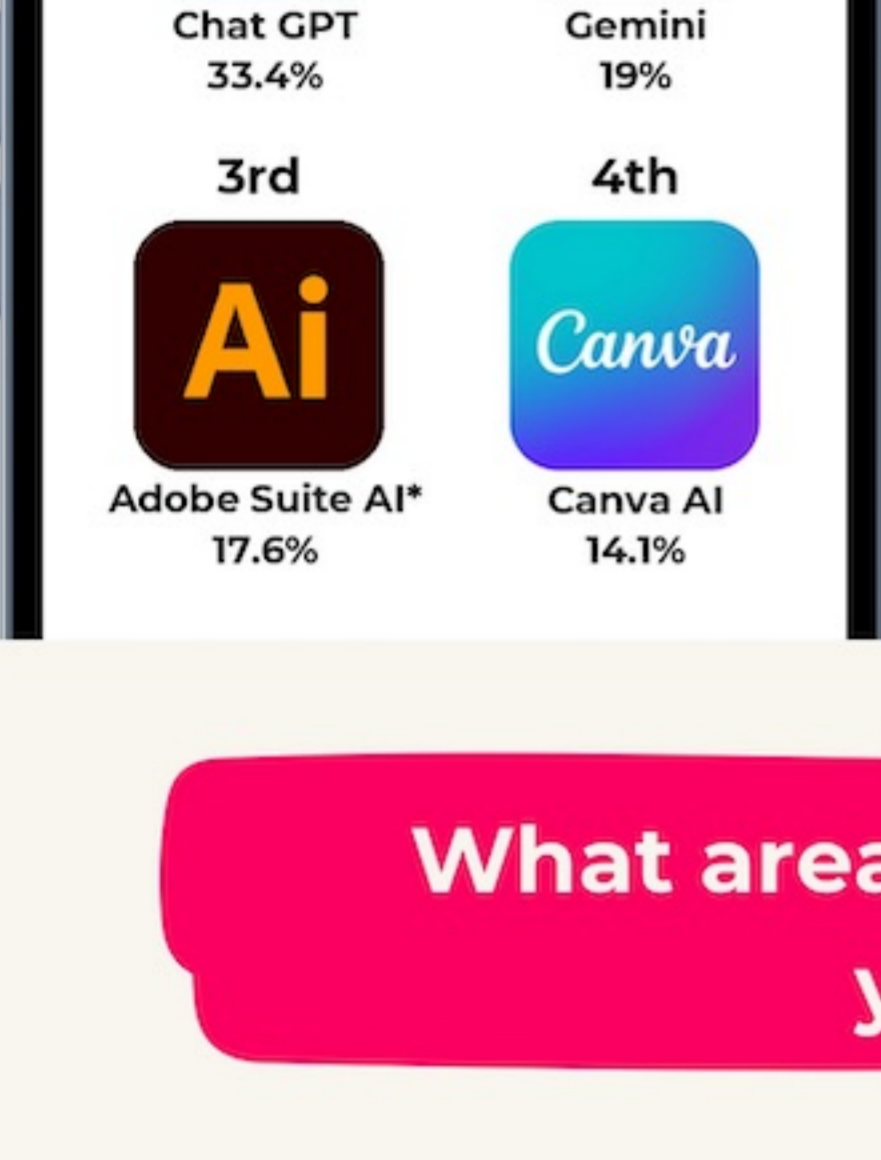 Chat GPT
Gemini
33.4%
19%
3rd
4th
Ai
Canva
Adobe Suite AI*
Canva AI
17.6%
14.1%
What area
y